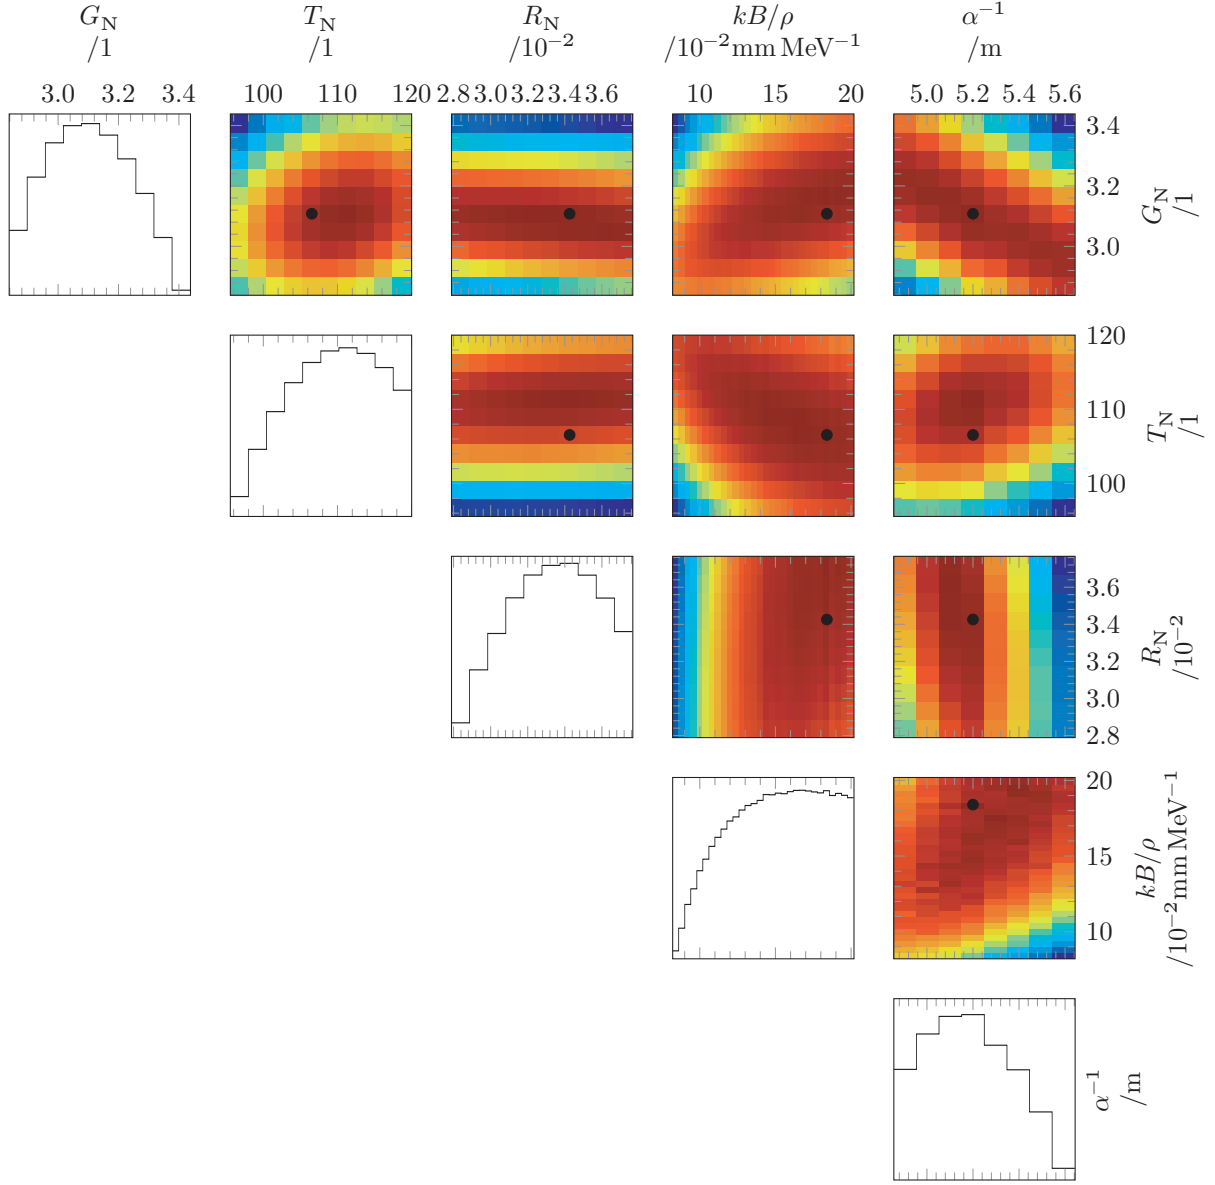 G_N T_N R_N kB/ρ α⁻¹
/1 /1 /10⁻² /10⁻²mm MeV⁻¹ /m
3.0 3.2 3.4 100 110 120 2.8 3.0 3.2 3.4 3.6 10 15 20 5.0 5.2 5.4 5.6
3.4
3.2
3.0
G_N
/1
120
110
100
T_N
/1
3.6
3.4
3.2
3.0
2.8
R_N
/10⁻²
20
15
10
kB/ρ
/10⁻²mm MeV⁻¹
α⁻¹
/m